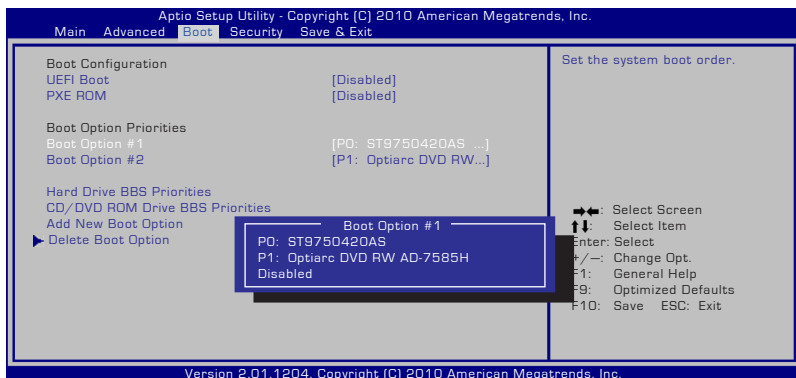 Aptio Setup Utility - Copyright (C) 2010 American Megatrends, Inc.
Main Advanced Boot Security Save & Exit
Boot Configuration
UEFI Boot [Disabled]
PXE ROM [Disabled]
Boot Option Priorities
Boot Option #1 [P0: ST9750420AS ...]
Boot Option #2 [P1: Optiarc DVD RW...]
Hard Drive BBS Priorities
CD/DVD ROM Drive BBS Priorities
Add New Boot Option
Delete Boot Option
Boot Option #1
P0: ST9750420AS
P1: Optiarc DVD RW AD-7585H
Disabled
Set the system boot order.
→←: Select Screen
↑↓: Select Item
Enter: Select
+/—: Change Opt.
F1: General Help
F9: Optimized Defaults
F10: Save ESC: Exit
Version 2.01.1204. Copyright (C) 2010 American Megatrends, Inc.